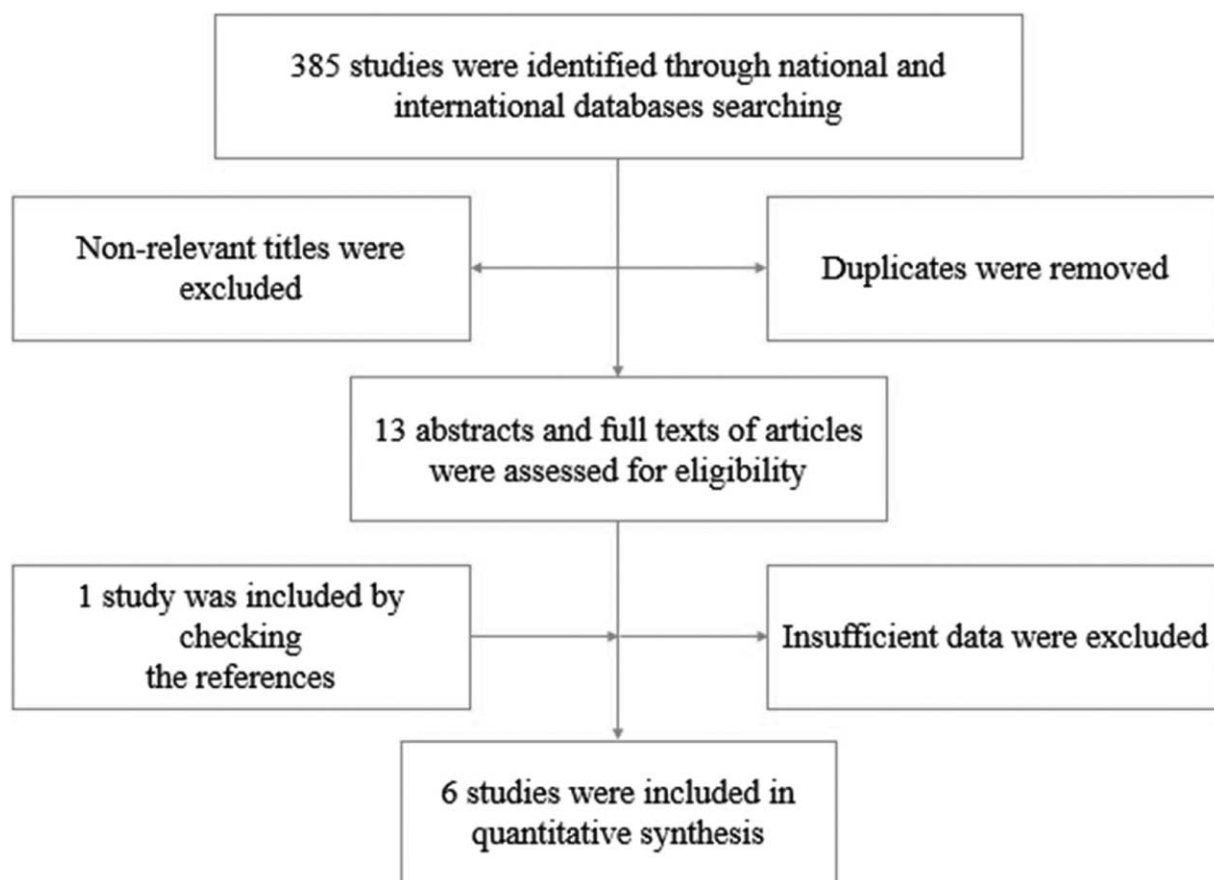 385 studies were identified through national and
international databases searching
Non-relevant titles were
excluded
Duplicates were removed
13 abstracts and full texts of articles
were assessed for eligibility
1 study was included by
checking
the references
Insufficient data were excluded
6 studies were included in
quantitative synthesis